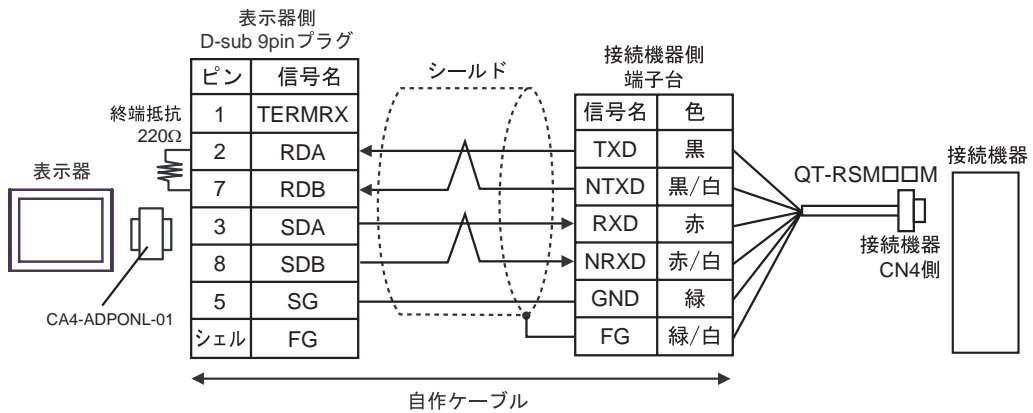 表示器側
D-sub 9pinプラグ
ピン 信号名
1 TERMRX
2 RDA
7 RDB
3 SDA
8 SDB
5 SG
シェル FG
終端抵抗
220Ω
表示器
CA4-ADPONL-01
シールド
接続機器側
端子台
信号名 色
TXD 黒
NTXD 黒/白
RXD 赤
NRXD 赤/白
GND 緑
FG 緑/白
QT-RSM□□M
接続機器
CN4側
接続機器
自作ケーブル